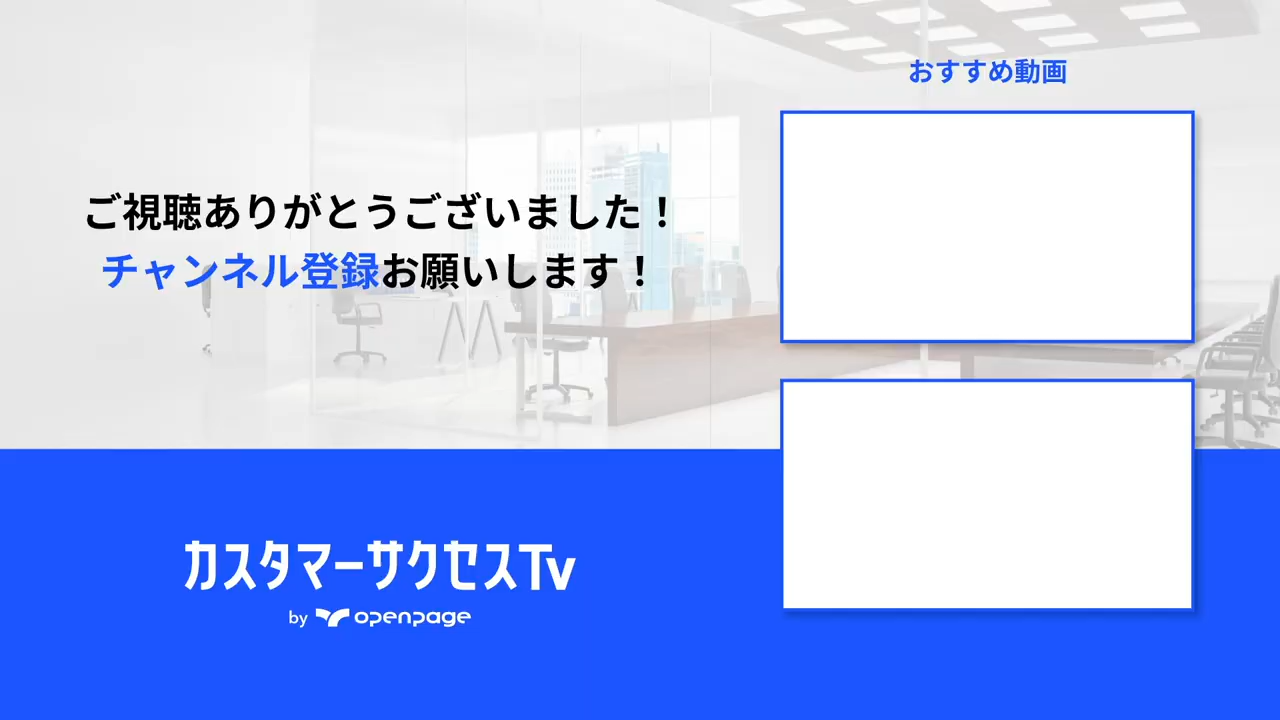 ご視聴ありがとうございました！
チャンネル登録お願いします！
おすすめ動画
カスタマーサクセスTv
by openpage